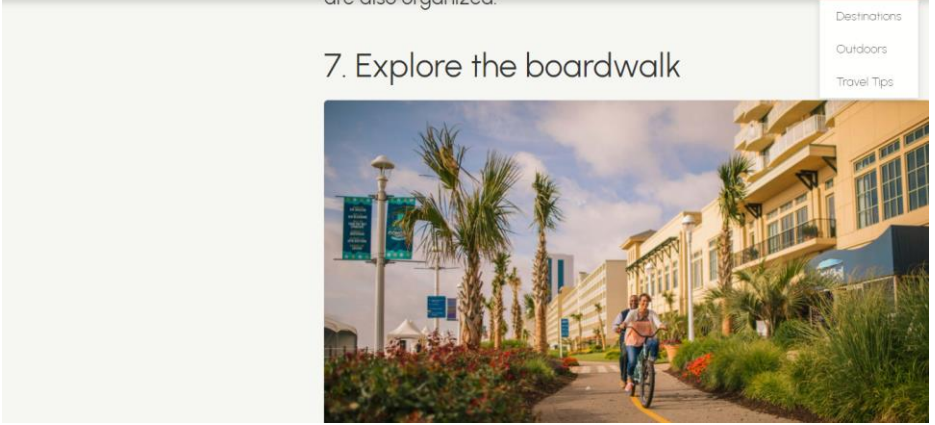 are also organized.
Destinations
Outdoors
Travel Tips
7. Explore the boardwalk